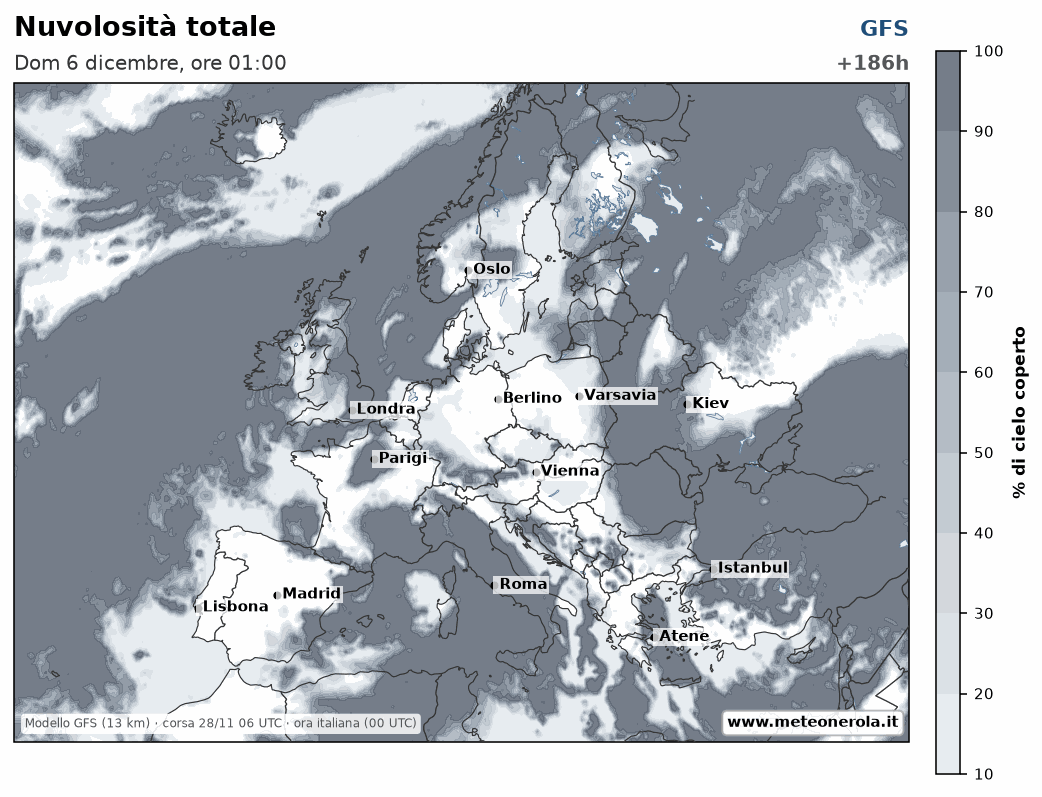 Nuvolosità totale
GFS
Dom 6 dicembre, ore 01:00
+186h
100
90
80
70
60
50
40
30
20
10
% di cielo coperto
Oslo
Londra
Berlino
Varsavia
Kiev
Parigi
Vienna
Istanbul
Roma
Madrid
Lisbona
Atene
Modello GFS (13 km) · corsa 28/11 06 UTC · ora italiana (00 UTC)
www.meteonerola.it